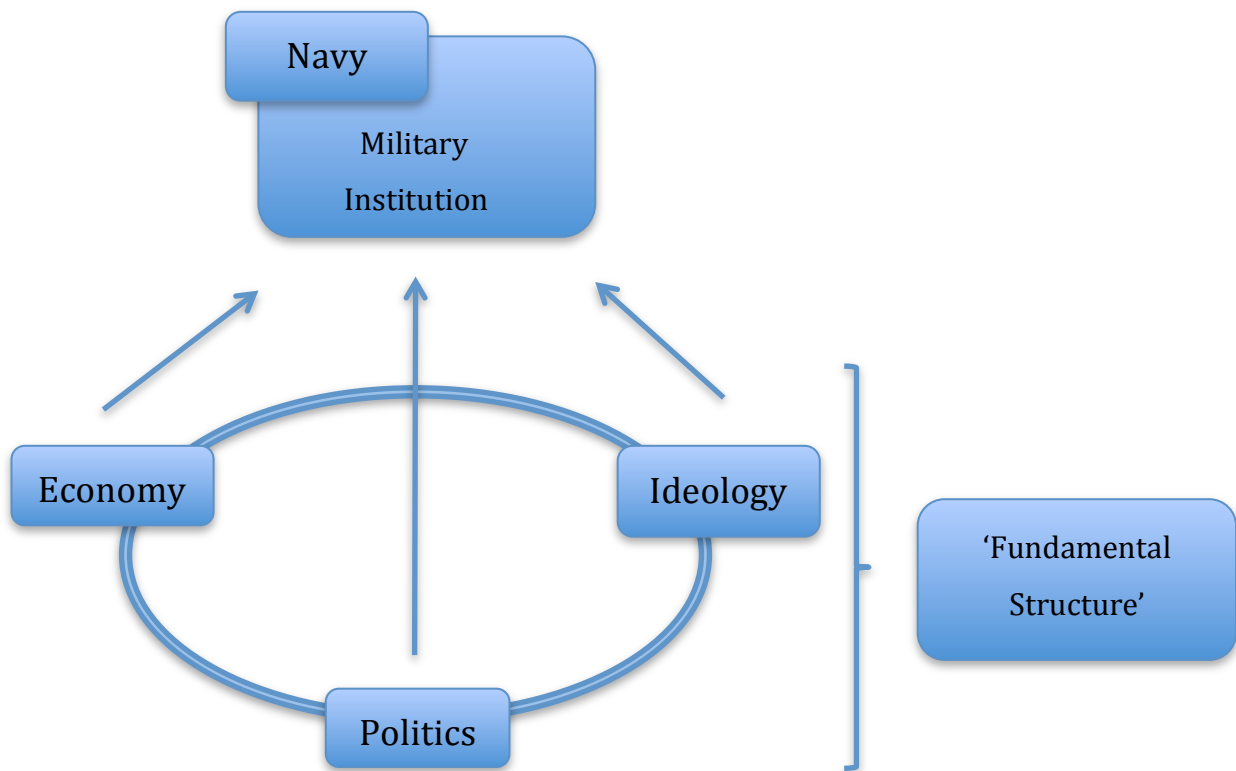 Navy
Military
Institution
Economy
Ideology
‘Fundamental
Structure’
Politics